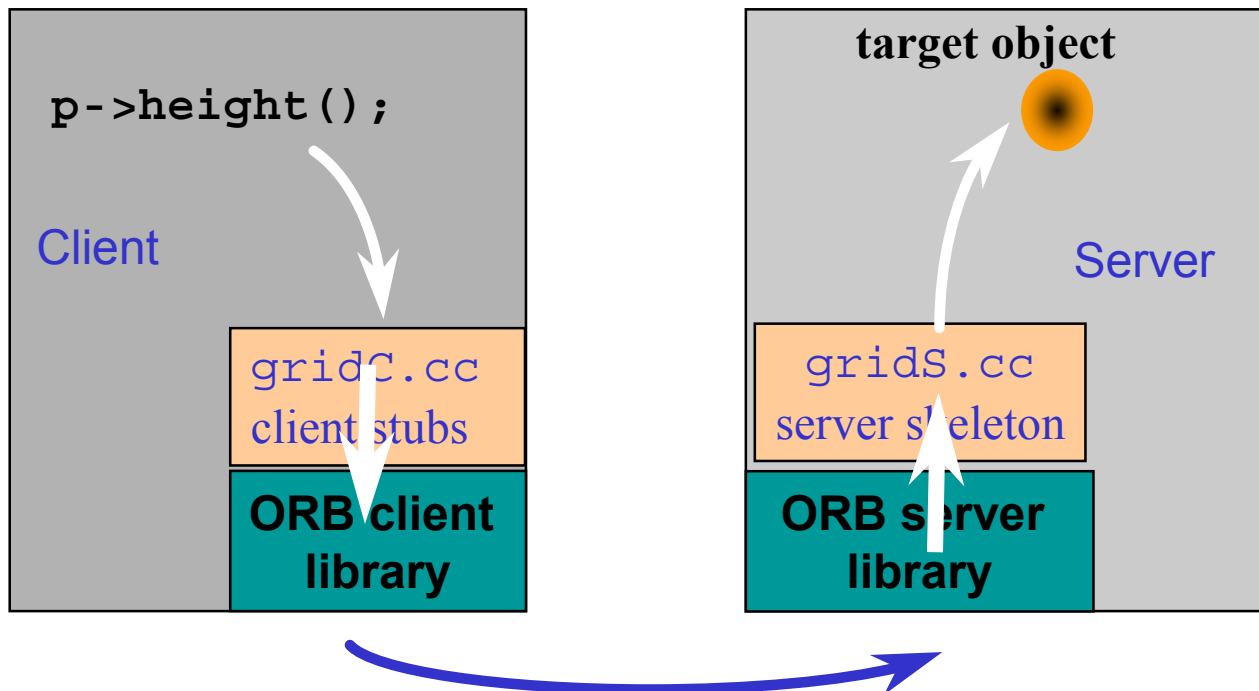 p->height();
Client
gridC.cc
client stubs
ORB client
library
target object
Server
gridS.cc
server skeleton
ORB server
library